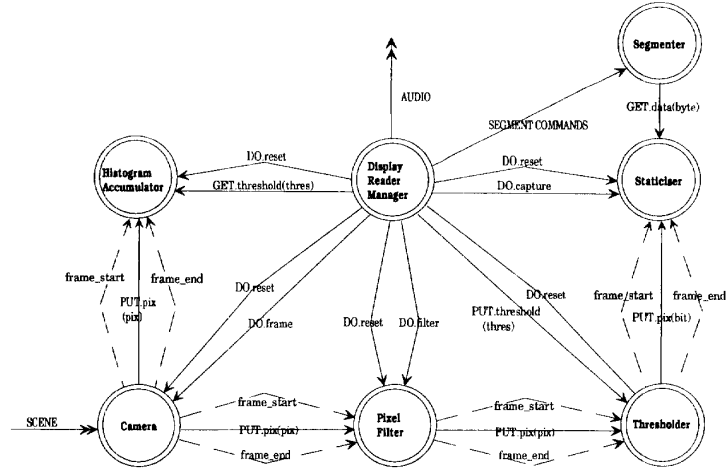 Segmenter
AUDIO
GET.data(byte)
SEGMENT COMMANDS
DO.reset
DO.reset
Histogram
Accumulator
GET.threshold(thres)
Display
Reader
Manager
DO.capture
Staticiser
frame_start
frame_end
PUT.pix
(pix)
DO.reset
DO.frame
DO.reset
DO.filter
PUT.threshold
(thres)
DO.reset
frame/start
frame_end
PUT.pix(bit)
SCENE
Camera
frame_start
PUT.pix(pix)
frame_end
Pixel
Filter
frame_start
PUT.pix(pix)
frame_end
Thresholder